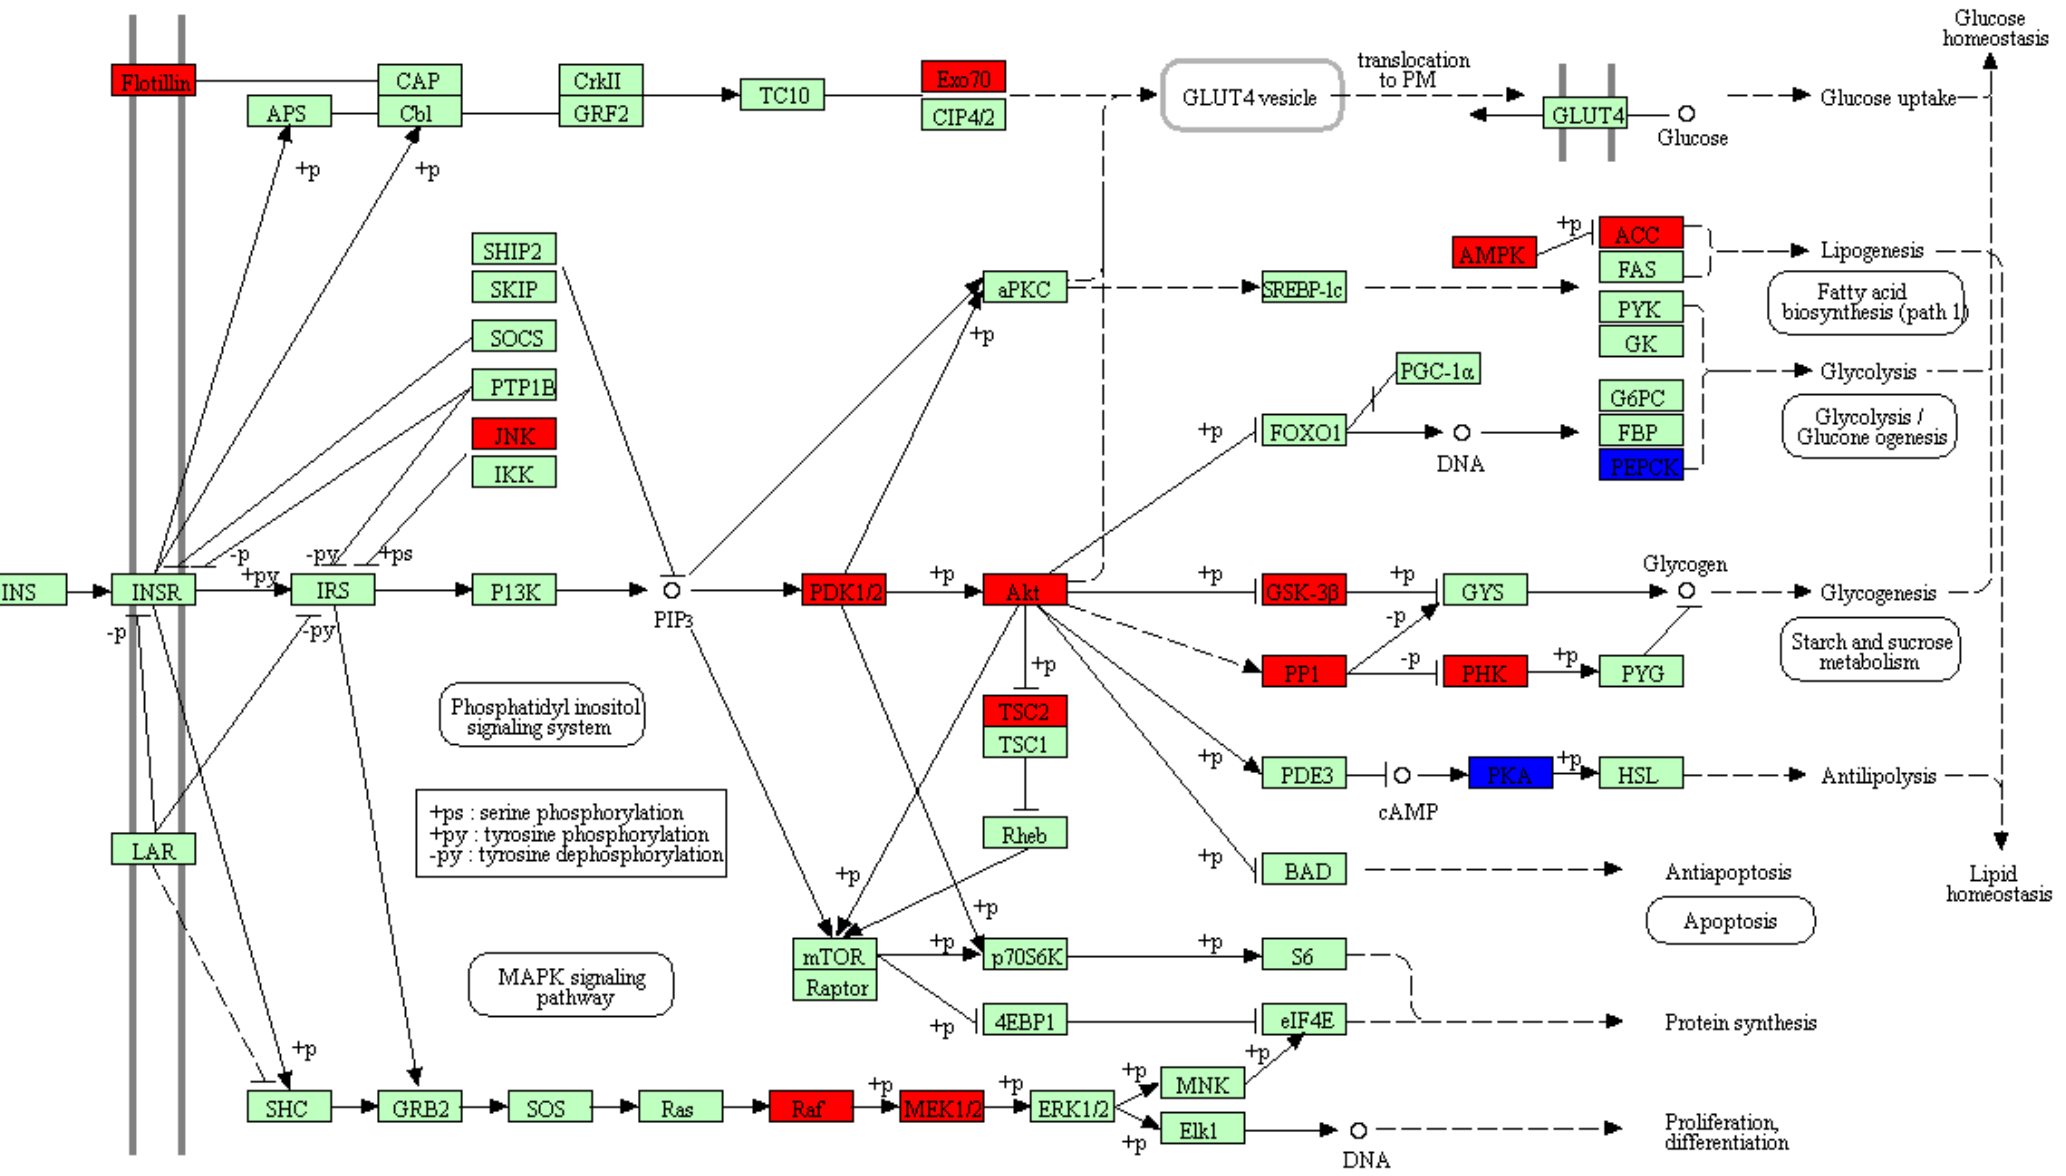 Glucose
homeostasis
Flotillin
CAP
CrkII
TC10
Exo70
translocation
to PM
APS
Cbl
GRF2
CIP4/2
GLUT4 vesicle
GLUT4
Glucose
Glucose uptake
+p
+p
SHIP2
SKIP
SOCS
PTP1B
JNK
IKK
aPKC
+p
SREBP-1c
AMPK
+p
ACC
FAS
PYK
GK
Lipogenesis
Fatty acid
biosynthesis (path 1)
PGC-1α
G6PC
FBP
PEPCK
Glycolysis
Glycolysis /
Glucone ogenesis
+p
FOXO1
DNA
-p
-py
+ps
INS
INSR
+py
IRS
P13K
PIP3
PDK1/2
+p
Akt
+p
GSK-3β
+p
GYS
Glycogen
Glycogenesis
-p
-py
-p
PP1
-p
PHK
+p
PYG
Starch and sucrose
metabolism
Phosphatidyl inositol
signaling system
+p
TSC2
TSC1
+p
PDE3
cAMP
PKA
+p
HSL
Antilipolysis
+ps : serine phosphorylation
+py : tyrosine phosphorylation
-py : tyrosine dephosphorylation
LAR
Rheb
+p
+p
BAD
Antiapoptosis
Apoptosis
Lipid
homeostasis
+p
mTOR
Raptor
+p
p70S6K
+p
S6
MAPK signaling
pathway
+p
4EBP1
eIF4E
Protein synthesis
+p
+p
SHC
GRB2
SOS
Ras
Raf
+p
MEK1/2
+p
ERK1/2
+p
MNK
+p
Elk1
DNA
Proliferation,
differentiation